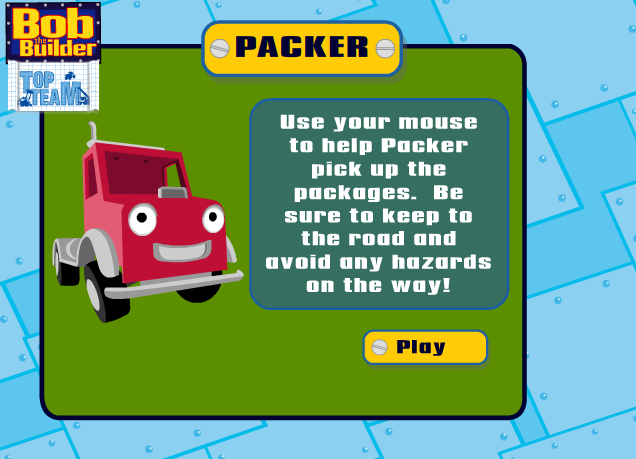 Bob
the
Builder
TOP
TEAM
PACKER
Use your mouse
to help Packer
pick up the
packages. Be
sure to keep to
the road and
avoid any hazards
on the way!
Play